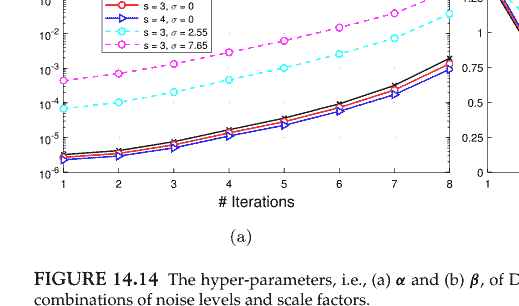 s = 3, σ = 0
s = 4, σ = 0
s = 3, σ = 2.55
s = 3, σ = 7.65
10⁻²
10⁻³
10⁻⁴
10⁻⁵
10⁻⁶
1 2 3 4 5 6 7 8
# Iterations
(a)
1
0.75
0.5
0.25
0
1
FIGURE 14.14 The hyper-parameters, i.e., (a) α and (b) β, of D
combinations of noise levels and scale factors.